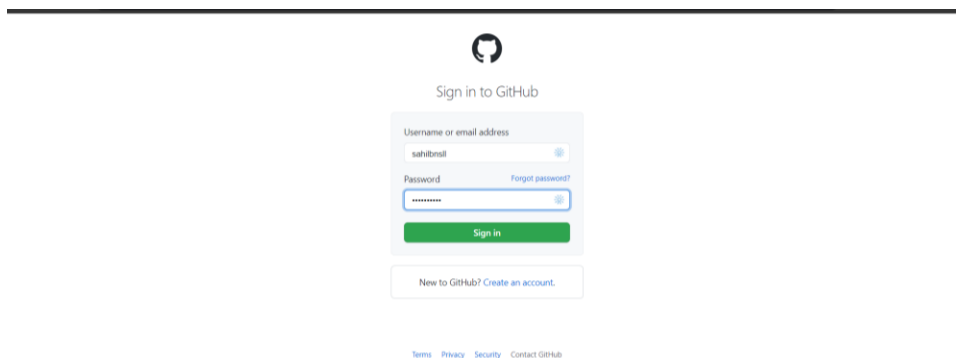 Sign in to GitHub
Username or email address
sahilbnsll
Password Forgot password?
••••••••••
Sign in
New to GitHub? Create an account.
Terms Privacy Security Contact GitHub